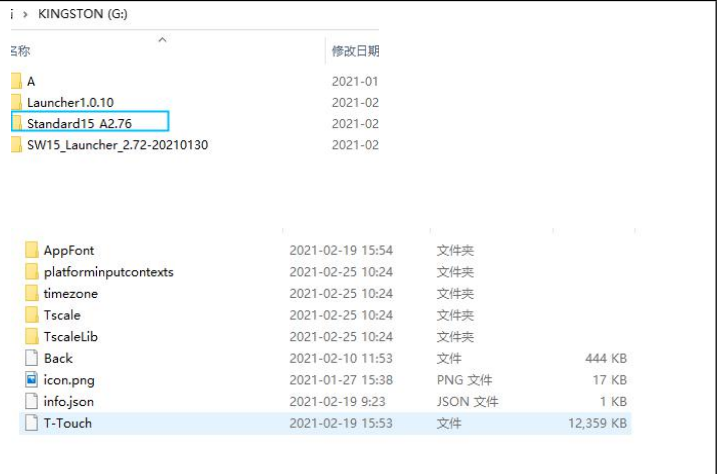 › KINGSTON (G:)
名称 修改日期
A 2021-01
Launcher1.0.10 2021-02
Standard15_A2.76 2021-02
SW15_Launcher_2.72-20210130 2021-02
AppFont 2021-02-19 15:54 文件夹
platforminputcontexts 2021-02-25 10:24 文件夹
timezone 2021-02-25 10:24 文件夹
Tscale 2021-02-25 10:24 文件夹
TscaleLib 2021-02-25 10:24 文件夹
Back 2021-02-10 11:53 文件 444 KB
icon.png 2021-01-27 15:38 PNG 文件 17 KB
info.json 2021-02-19 9:23 JSON 文件 1 KB
T-Touch 2021-02-19 15:53 文件 12,359 KB